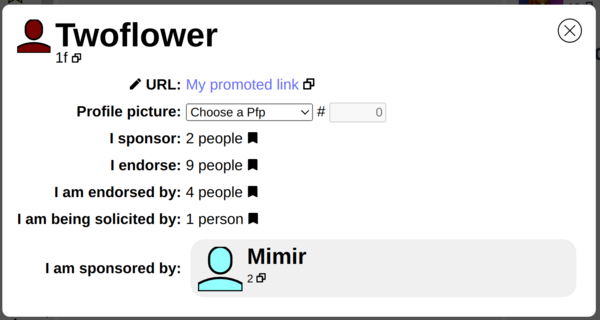 Twoflower
1f
URL: My promoted link
Profile picture: Choose a Pfp # 0
I sponsor: 2 people
I endorse: 9 people
I am endorsed by: 4 people
I am being solicited by: 1 person
I am sponsored by: Mimir
2